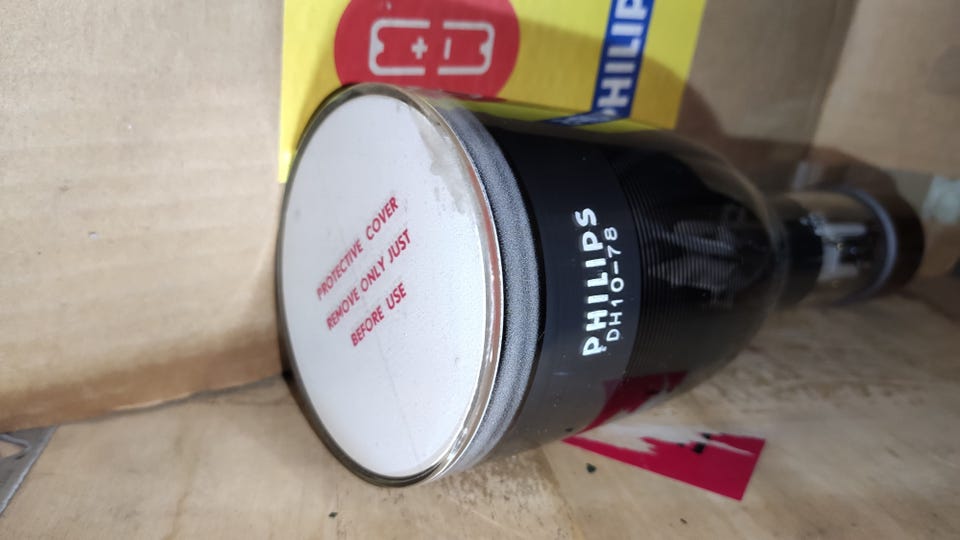 PHILIPS
PROTECTIVE COVER
REMOVE ONLY JUST
BEFORE USE
PHILIPS
DH10-78